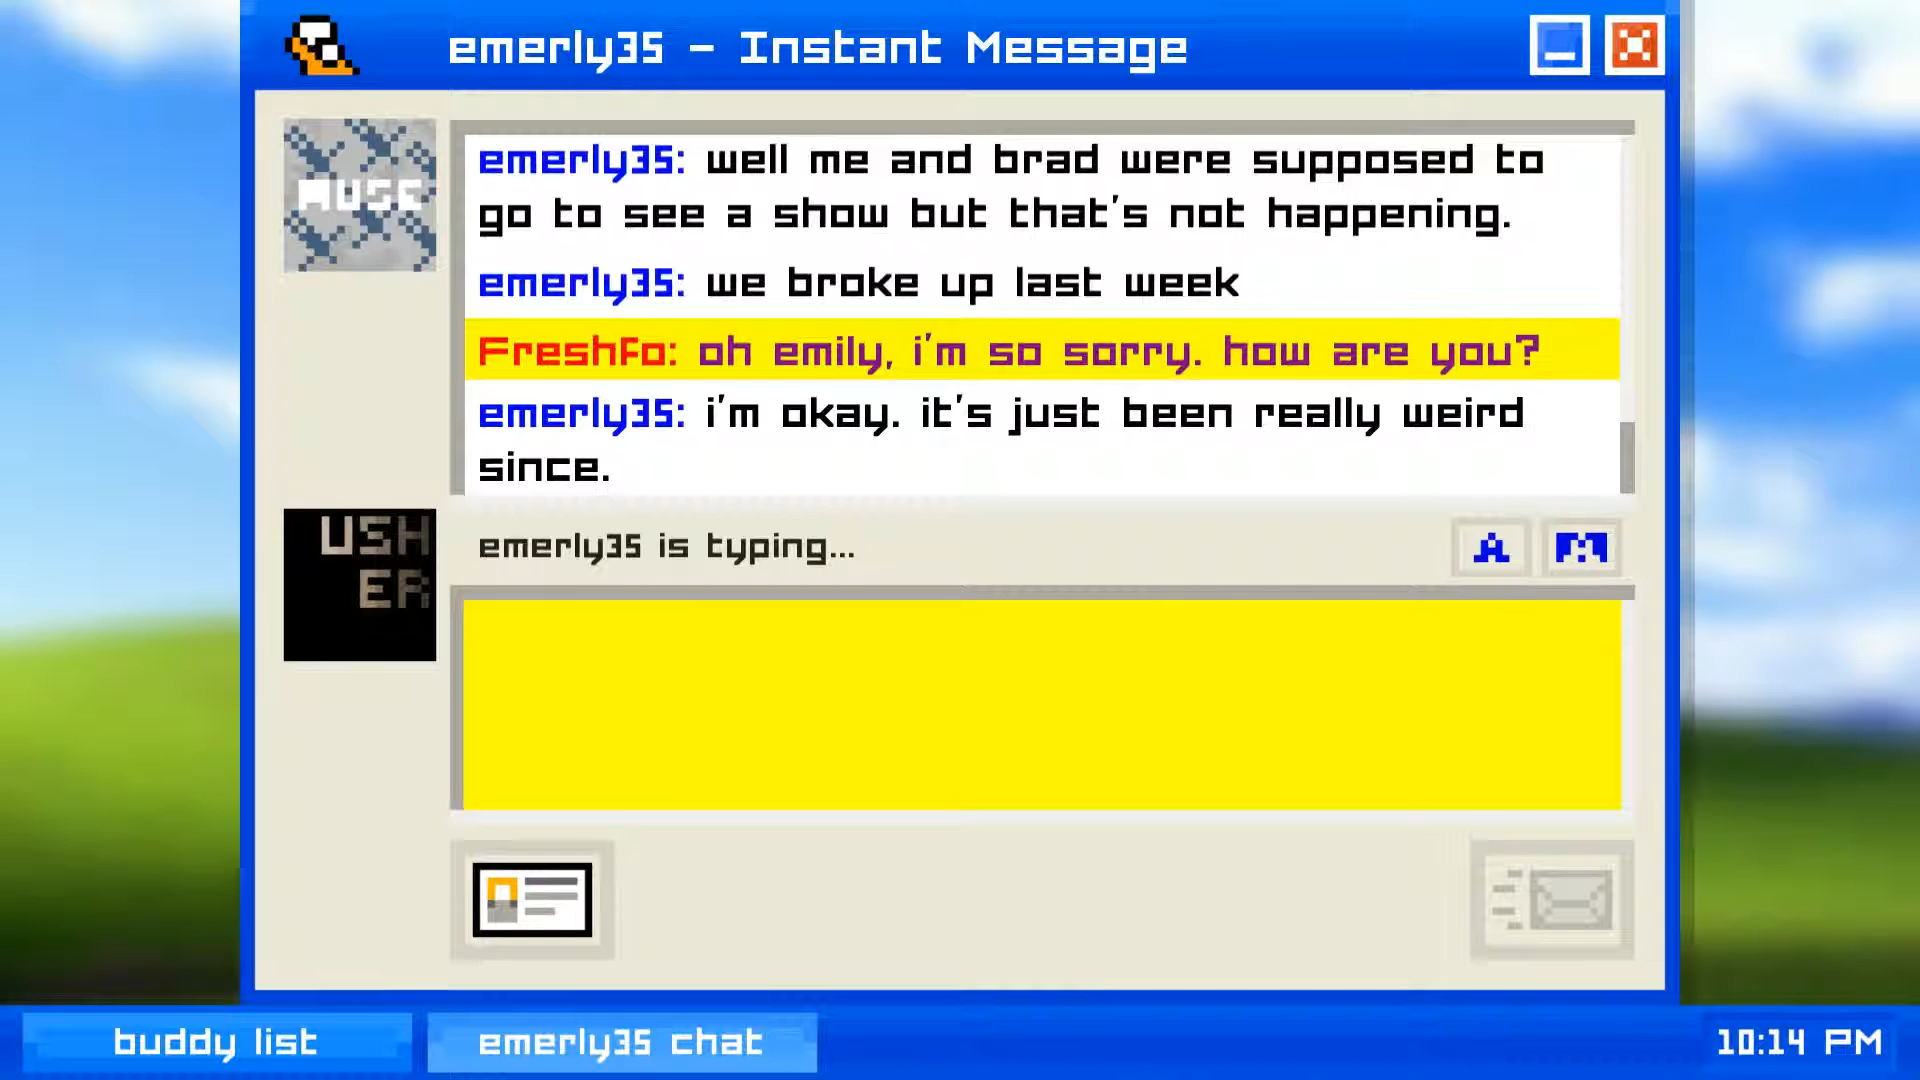 emerly35 - Instant Message
emerly35: well me and brad were supposed to
go to see a show but that's not happening.
emerly35: we broke up last week
Freshfo: oh emily, i'm so sorry. how are you?
emerly35: i'm okay. it's just been really weird
since.
USH
ER
emerly35 is typing...
A
buddy list
emerly35 chat
10:14 PM